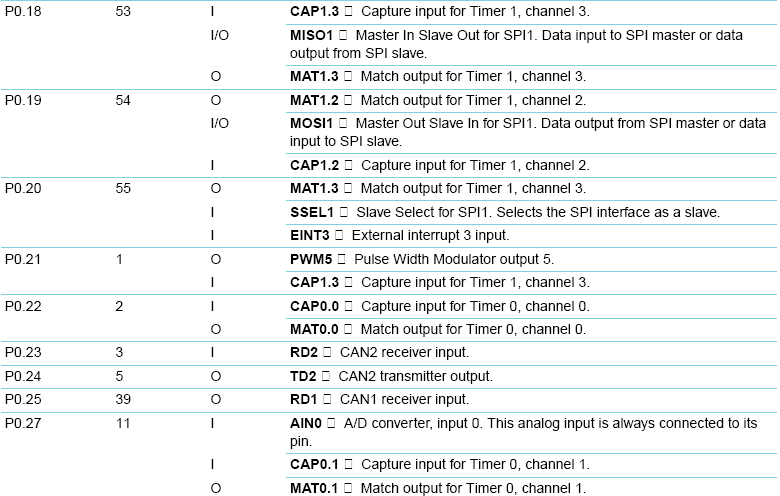 P0.18 53 I CAP1.3 □ Capture input for Timer 1, channel 3.
I/O MISO1 □ Master In Slave Out for SPI1. Data input to SPI master or data
output from SPI slave.
O MAT1.3 □ Match output for Timer 1, channel 3.
P0.19 54 O MAT1.2 □ Match output for Timer 1, channel 2.
I/O MOSI1 □ Master Out Slave In for SPI1. Data output from SPI master or data
input to SPI slave.
I CAP1.2 □ Capture input for Timer 1, channel 2.
P0.20 55 O MAT1.3 □ Match output for Timer 1, channel 3.
I SSEL1 □ Slave Select for SPI1. Selects the SPI interface as a slave.
I EINT3 □ External interrupt 3 input.
P0.21 1 O PWM5 □ Pulse Width Modulator output 5.
I CAP1.3 □ Capture input for Timer 1, channel 3.
P0.22 2 I CAP0.0 □ Capture input for Timer 0, channel 0.
O MAT0.0 □ Match output for Timer 0, channel 0.
P0.23 3 I RD2 □ CAN2 receiver input.
P0.24 5 O TD2 □ CAN2 transmitter output.
P0.25 39 O RD1 □ CAN1 receiver input.
P0.27 11 I AIN0 □ A/D converter, input 0. This analog input is always connected to its
pin.
I CAP0.1 □ Capture input for Timer 0, channel 1.
O MAT0.1 □ Match output for Timer 0, channel 1.